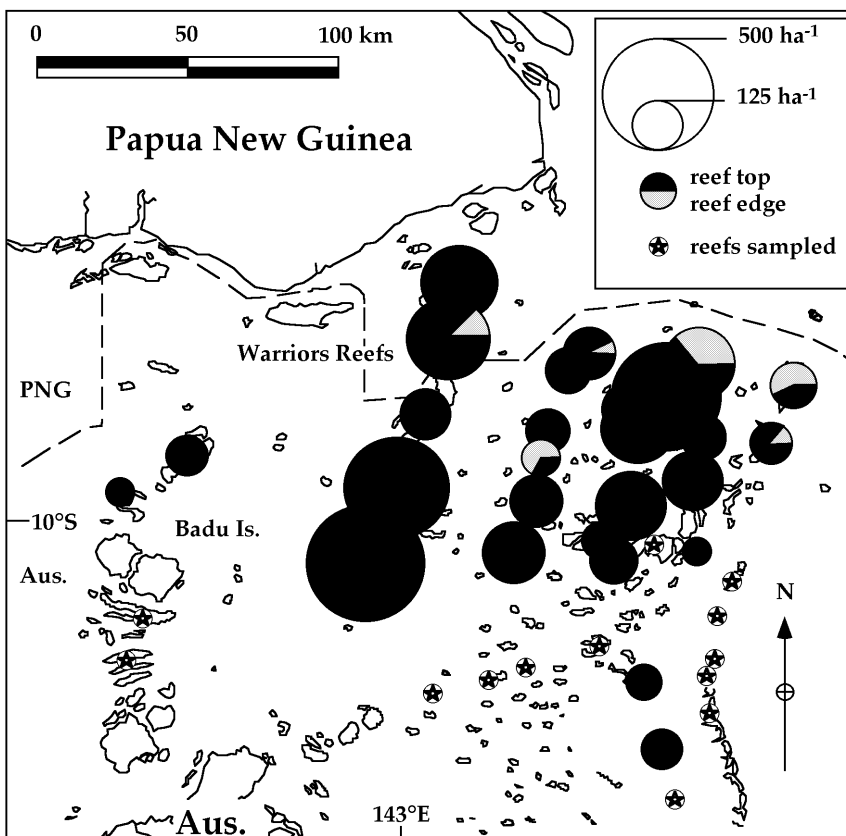 0 50 100 km
500 ha-1
125 ha-1
Papua New Guinea
reef top
reef edge
reefs sampled
Warriors Reefs
PNG
10°S
Badu Is.
Aus.
N
143°E
Aus.